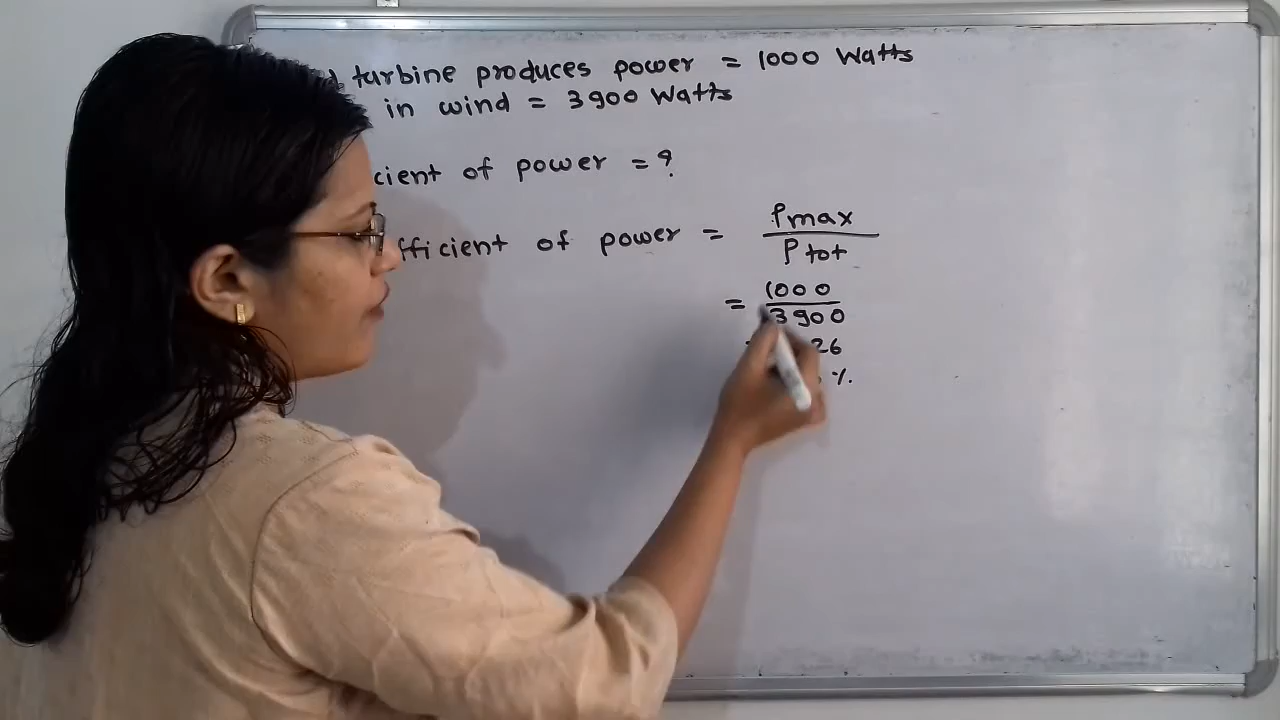 turbine produces power = 1000 Watts
in wind = 3900 Watts
cient of power = ?
fficient of power = Pmax / Ptot
= 1000 / 3900
26
%.